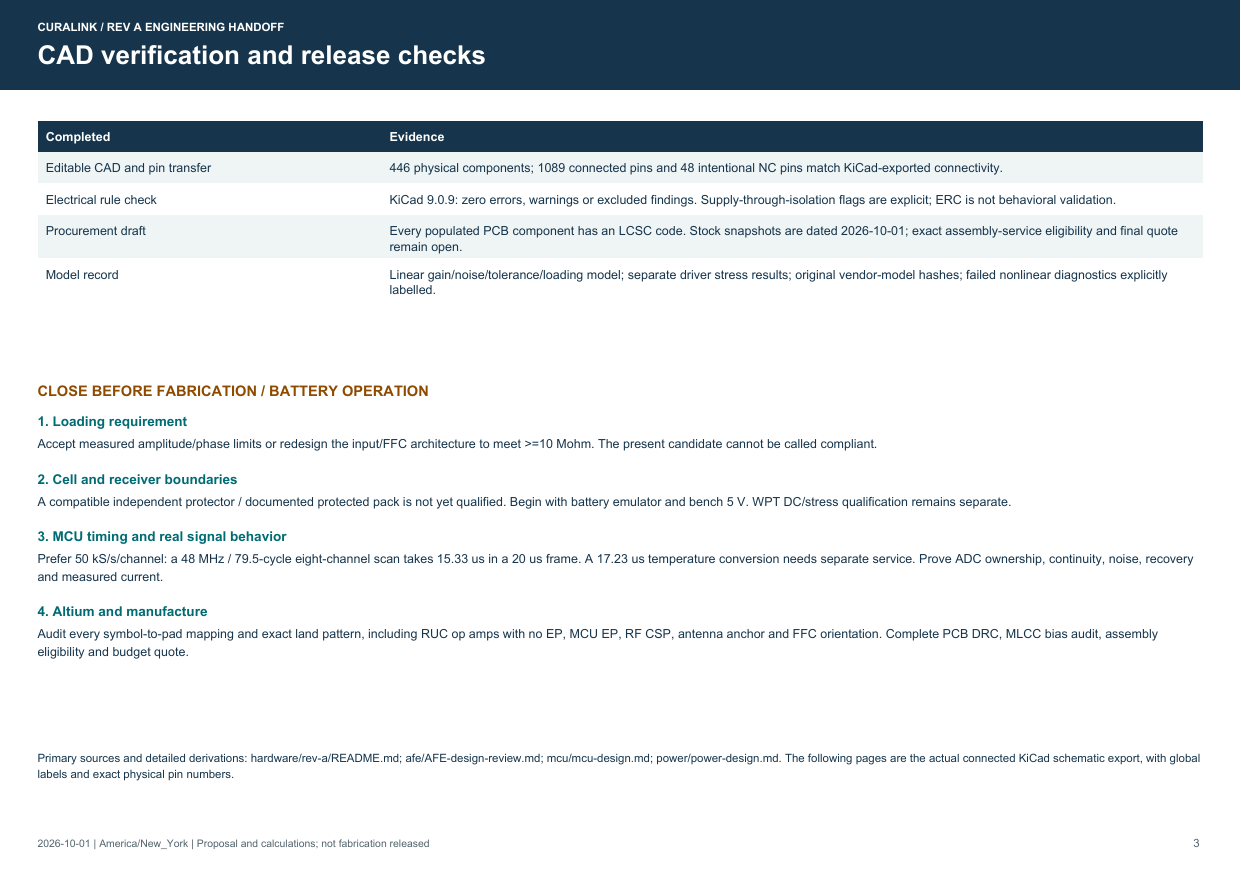 CURALINK / REV A ENGINEERING HANDOFF
CAD verification and release checks
Completed
Evidence
Editable CAD and pin transfer
446 physical components; 1089 connected pins and 48 intentional NC pins match KiCad-exported connectivity.
Electrical rule check
KiCad 9.0.9: zero errors, warnings or excluded findings. Supply-through-isolation flags are explicit; ERC is not behavioral validation.
Procurement draft
Every populated PCB component has an LCSC code. Stock snapshots are dated 2026-10-01; exact assembly-service eligibility and final quote
remain open.
Model record
Linear gain/noise/tolerance/loading model; separate driver stress results; original vendor-model hashes; failed nonlinear diagnostics explicitly
labelled.
CLOSE BEFORE FABRICATION / BATTERY OPERATION
1. Loading requirement
Accept measured amplitude/phase limits or redesign the input/FFC architecture to meet >=10 Mohm. The present candidate cannot be called compliant.
2. Cell and receiver boundaries
A compatible independent protector / documented protected pack is not yet qualified. Begin with battery emulator and bench 5 V. WPT DC/stress qualification remains separate.
3. MCU timing and real signal behavior
Prefer 50 kS/s/channel: a 48 MHz / 79.5-cycle eight-channel scan takes 15.33 us in a 20 us frame. A 17.23 us temperature conversion needs separate service. Prove ADC ownership, continuity, noise, recovery
and measured current.
4. Altium and manufacture
Audit every symbol-to-pad mapping and exact land pattern, including RUC op amps with no EP, MCU EP, RF CSP, antenna anchor and FFC orientation. Complete PCB DRC, MLCC bias audit, assembly
eligibility and budget quote.
Primary sources and detailed derivations: hardware/rev-a/README.md; afe/AFE-design-review.md; mcu/mcu-design.md; power/power-design.md. The following pages are the actual connected KiCad schematic export, with global
labels and exact physical pin numbers.
2026-10-01 | America/New_York | Proposal and calculations; not fabrication released
3